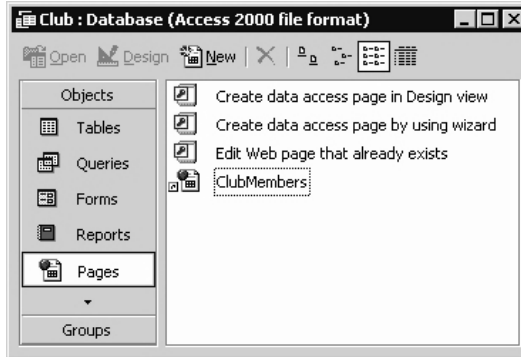 Club : Database (Access 2000 file format)
Open Design New
Objects
Tables
Queries
Forms
Reports
Pages
Groups
Create data access page in Design view
Create data access page by using wizard
Edit Web page that already exists
ClubMembers